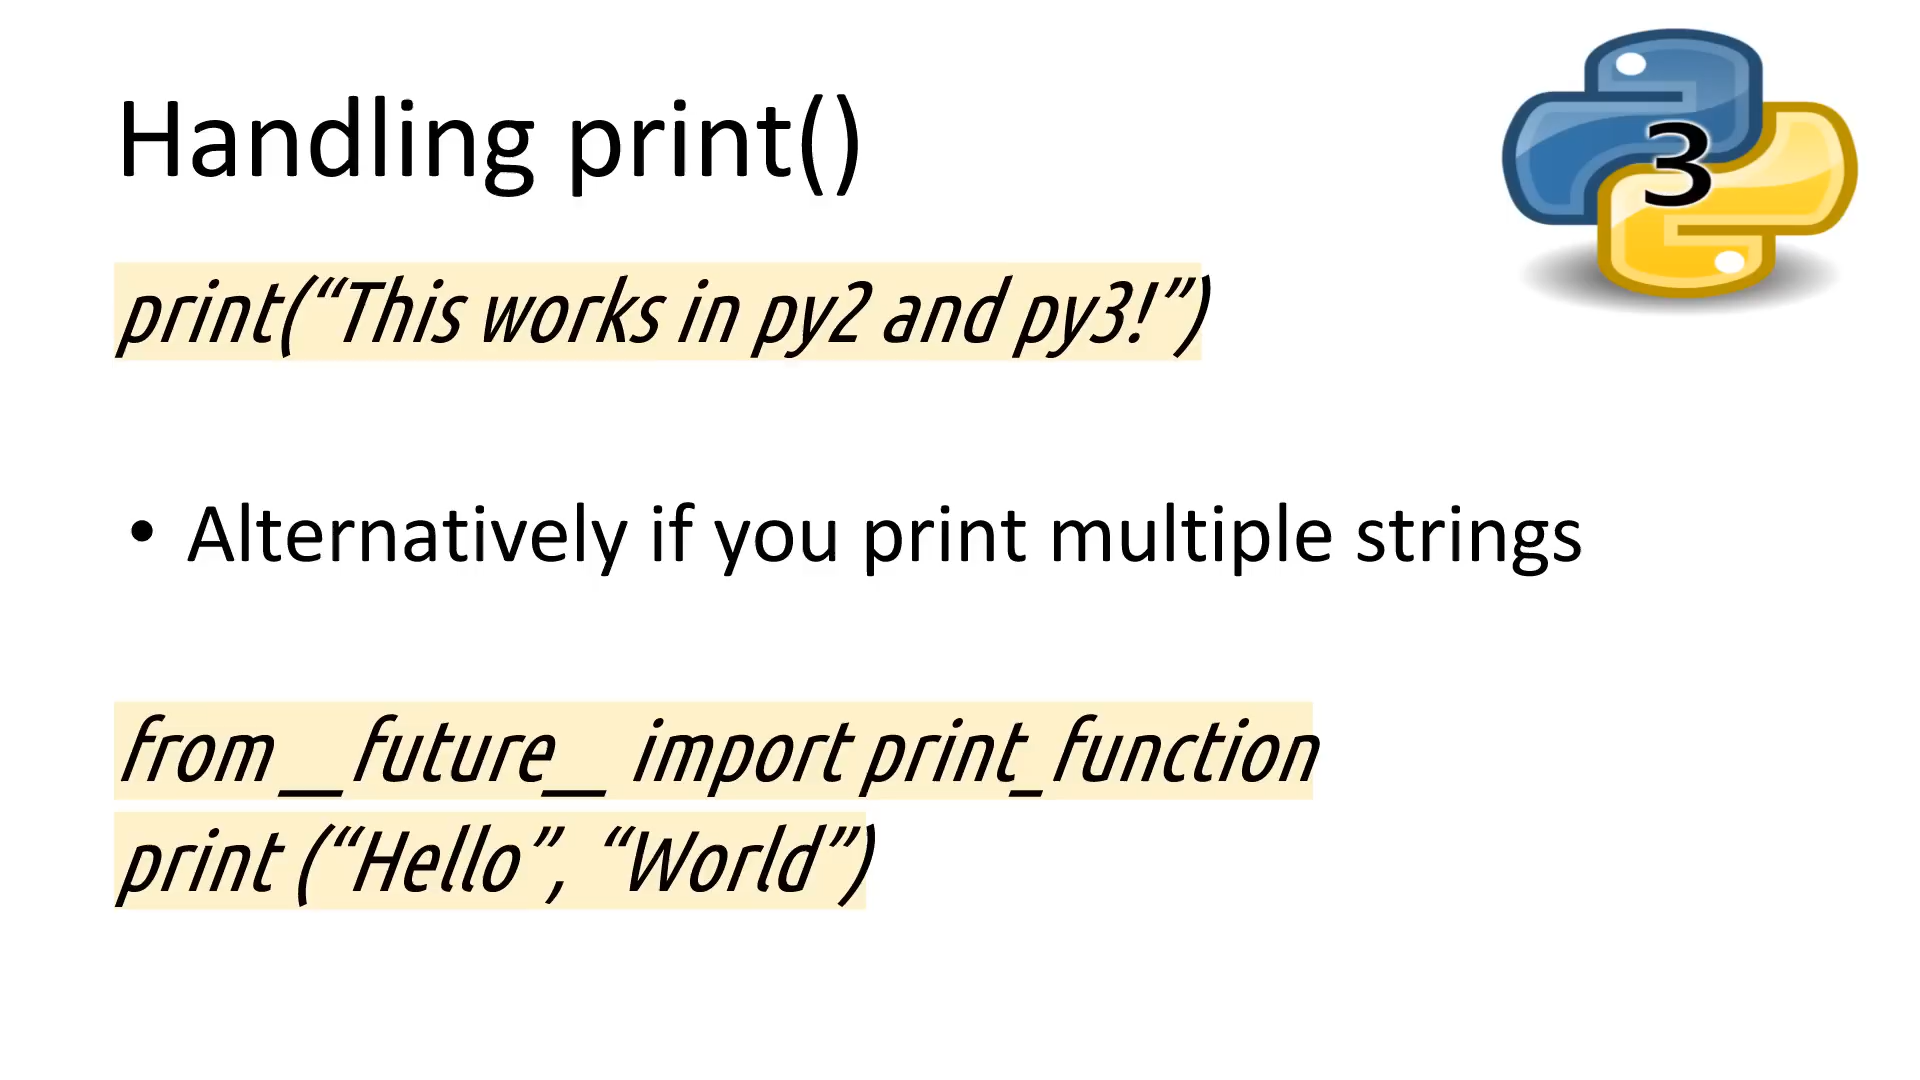 Handling print()
3
print(“This works in py2 and py3!”)
• Alternatively if you print multiple strings
from __future__ import print_function
print (“Hello”, “World”)